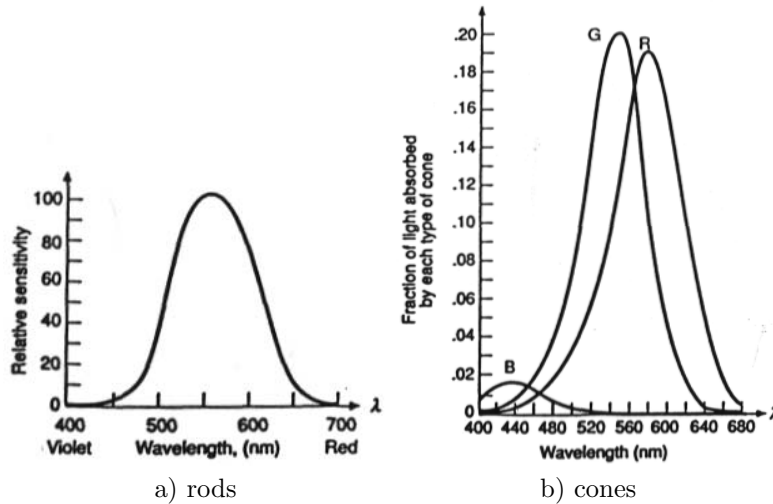 Relative sensitivity
100
80
60
40
20
0
400 500 600 700 λ
Violet Wavelength, (nm) Red
a) rods
Fraction of light absorbed
by each type of cone
.20
.18
.16
.14
.12
.10
.08
.06
.04
.02
0
G R
B
400 440 480 520 560 600 640 680
Wavelength (nm)
b) cones